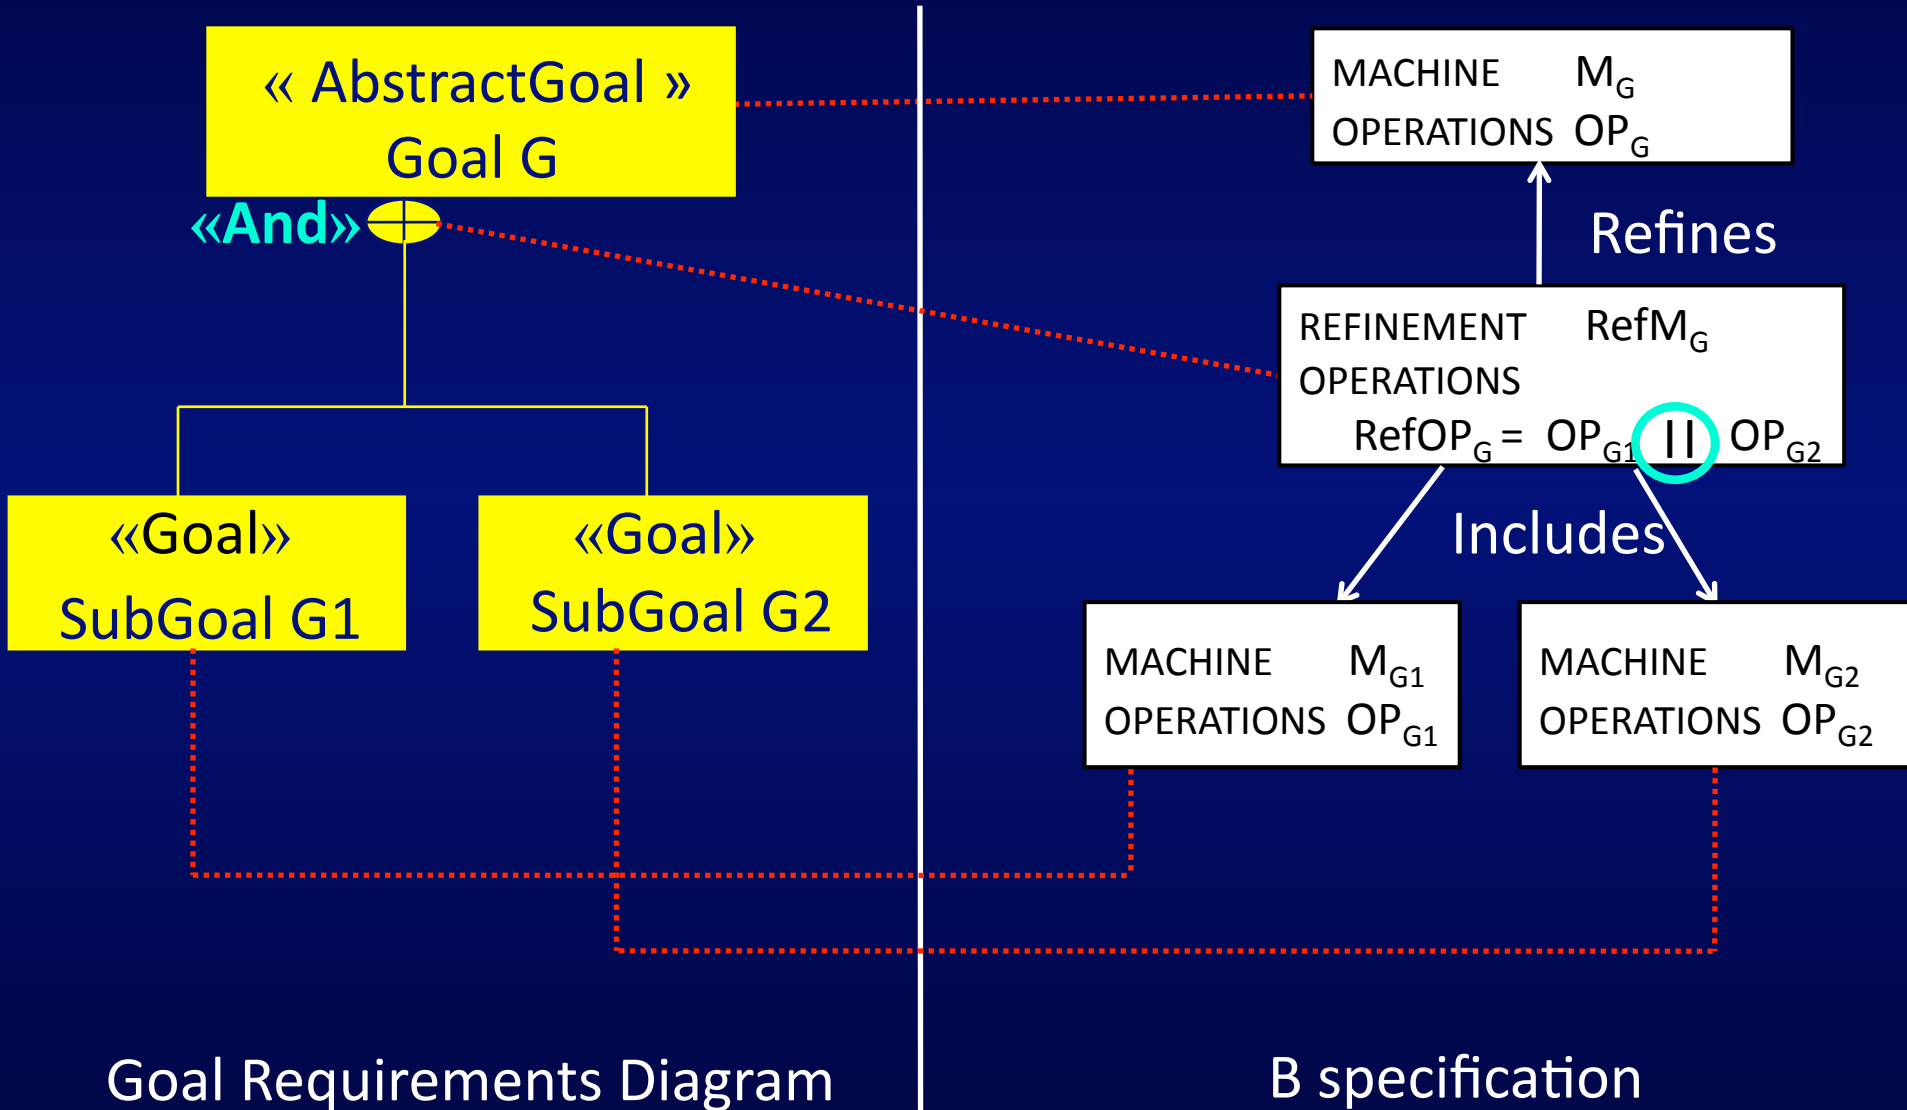 « AbstractGoal »
Goal G
«And»
«Goal»
SubGoal G1
«Goal»
SubGoal G2
Goal Requirements Diagram
MACHINE M_G
OPERATIONS OP_G
Refines
REFINEMENT RefM_G
OPERATIONS
RefOP_G = OP_G1 || OP_G2
Includes
MACHINE M_G1
OPERATIONS OP_G1
MACHINE M_G2
OPERATIONS OP_G2
B specification